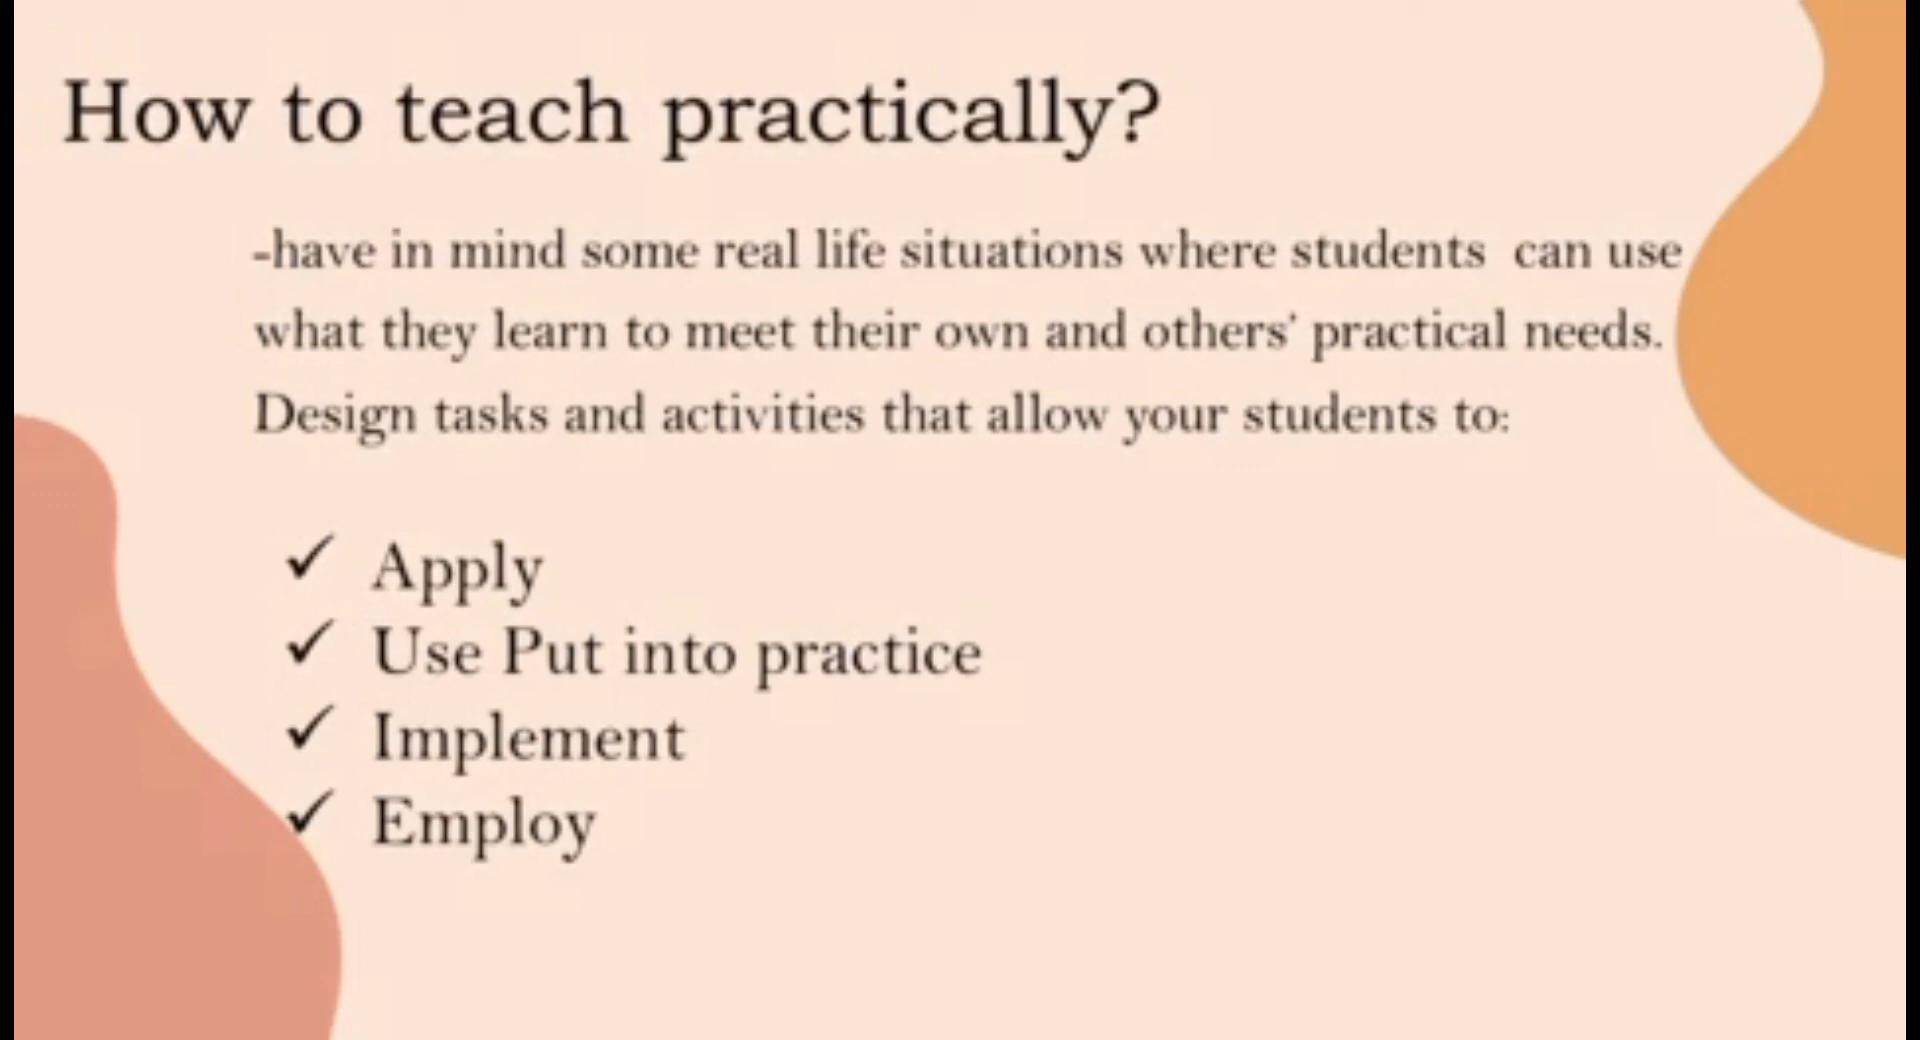 How to teach practically?
-have in mind some real life situations where students can use
what they learn to meet their own and others' practical needs.
Design tasks and activities that allow your students to:
✓ Apply
✓ Use Put into practice
✓ Implement
✓ Employ